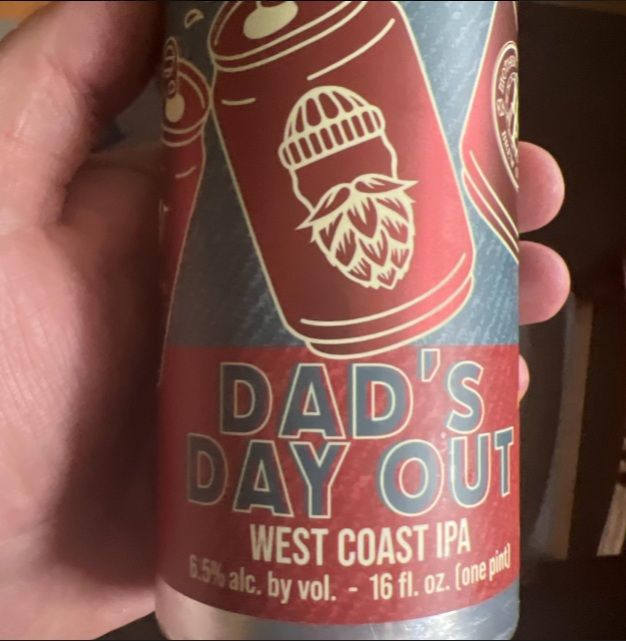 DAD'S
DAY OUT
WEST COAST IPA
6.5% alc. by vol. - 16 fl. oz. (one pint)